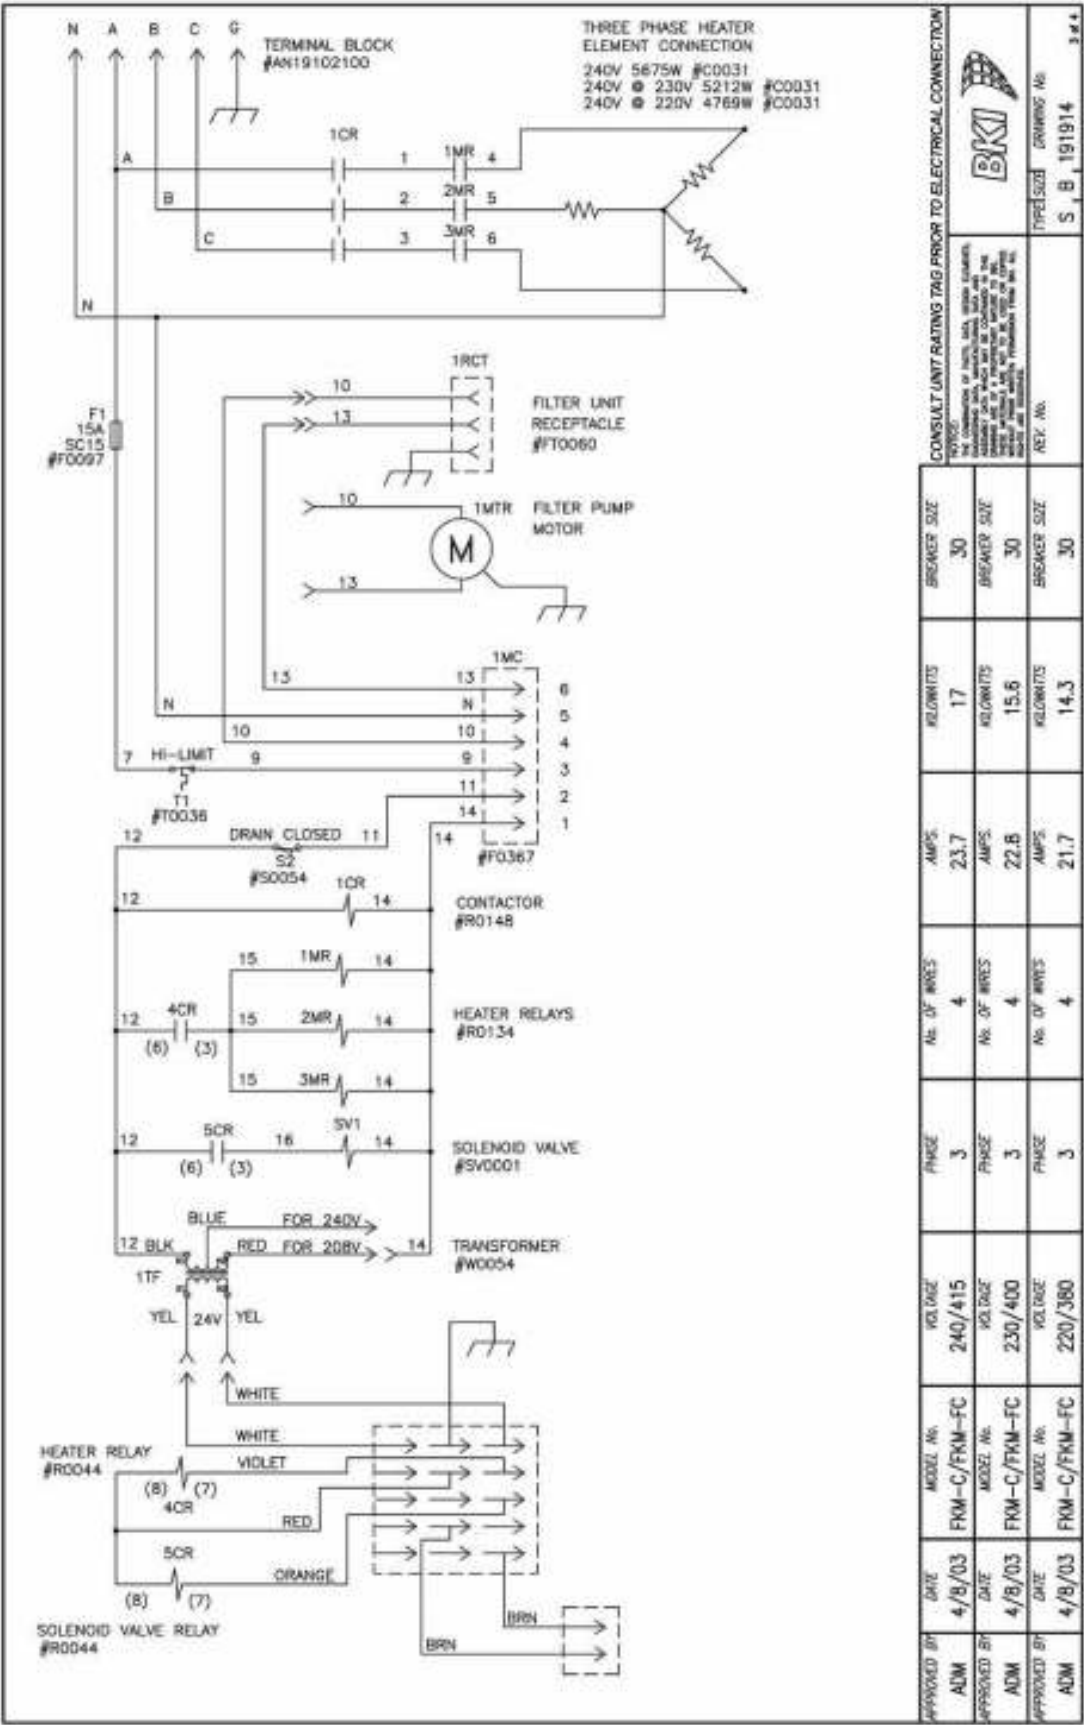 N A B C G
TERMINAL BLOCK
#AN19102100
THREE PHASE HEATER
ELEMENT CONNECTION
240V 5675W #C0031
240V @ 230V 5212W #C0031
240V @ 220V 4769W #C0031
1CR
A 1 1MR 4
B 2 2MR 5
C 3 3MR 6
N
F1
15A
SC15
#F0097
1RCT
10
13
FILTER UNIT
RECEPTACLE
#FT0060
10
1MTR
FILTER PUMP
MOTOR
M
13
1MC
13 13 6
N N 5
10 10 4
7 HI-LIMIT 9 9 3
T1
#T0036
11 2
14 1
12 DRAIN CLOSED 11 14
S2
#S0054
#F0367
12 1CR 14
CONTACTOR
#R0148
15 1MR 14
12 4CR 15 2MR 14
(6) (3)
HEATER RELAYS
#R0134
15 3MR 14
12 5CR 16 SV1 14
(6) (3)
SOLENOID VALVE
#SV0001
BLUE FOR 240V
12 BLK RED FOR 208V 14
1TF
TRANSFORMER
#W0054
YEL 24V YEL
WHITE
WHITE
HEATER RELAY
#R0044
VIOLET
(8) (7)
4CR
RED
5CR
ORANGE
(8) (7)
SOLENOID VALVE RELAY
#R0044
BRN
BRN
APPROVED BY DATE MODEL No. VOLTAGE PHASE No. OF WIRES AMPS. KILOWATTS BREAKER SIZE
ADM 4/8/03 FKM-C/FKM-FC 240/415 3 4 23.7 17 30
APPROVED BY DATE MODEL No. VOLTAGE PHASE No. OF WIRES AMPS. KILOWATTS BREAKER SIZE
ADM 4/8/03 FKM-C/FKM-FC 230/400 3 4 22.8 15.6 30
APPROVED BY DATE MODEL No. VOLTAGE PHASE No. OF WIRES AMPS. KILOWATTS BREAKER SIZE
ADM 4/8/03 FKM-C/FKM-FC 220/380 3 4 21.7 14.3 30
CONSULT UNIT RATING TAG PRIOR TO ELECTRICAL CONNECTION
NOTICE:
REV. No.
BKI
TYPE SIZE DRAWING No.
S B 191914
3 of 4